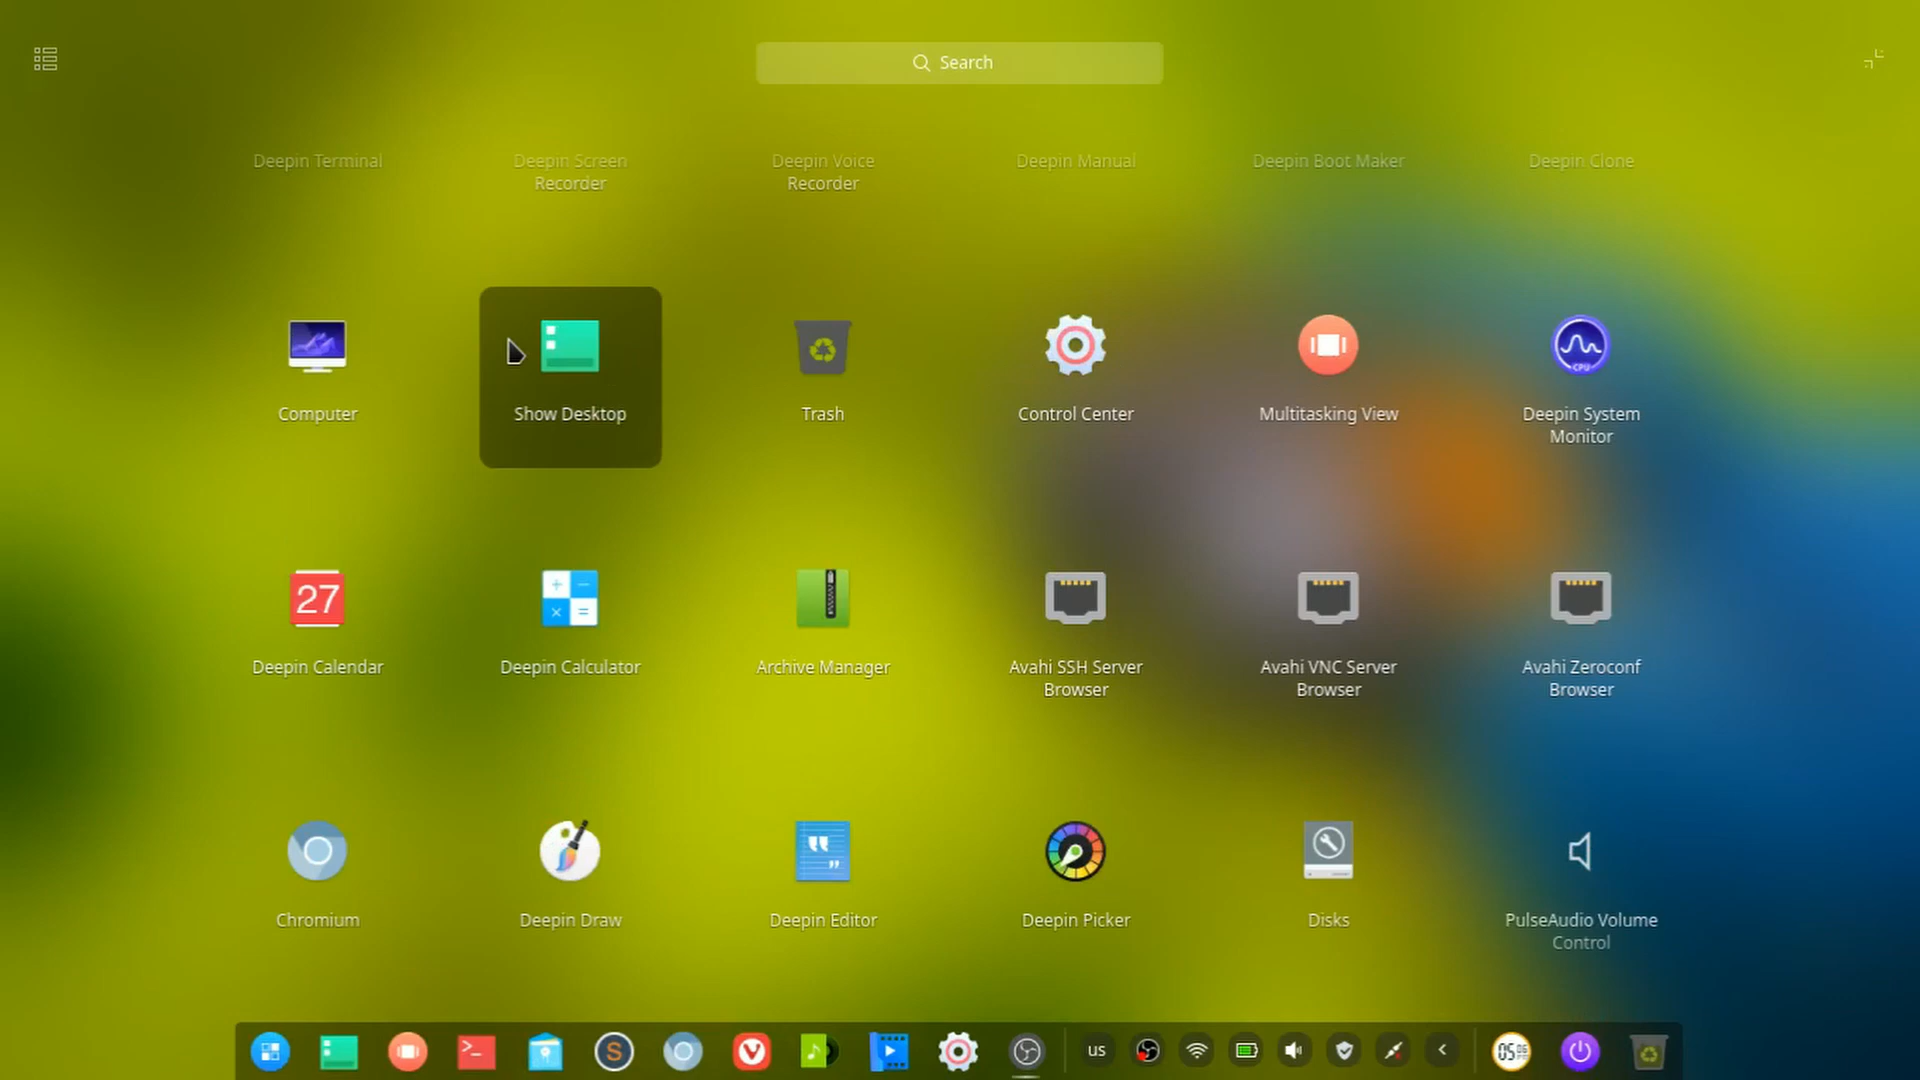 Search
Deepin Terminal
Deepin Screen
Recorder
Deepin Voice
Recorder
Deepin Manual
Deepin Boot Maker
Deepin Clone
Computer
Show Desktop
Trash
Control Center
Multitasking View
CPU
Deepin System
Monitor
27
Deepin Calendar
Deepin Calculator
Archive Manager
Avahi SSH Server
Browser
Avahi VNC Server
Browser
Avahi Zeroconf
Browser
Chromium
Deepin Draw
Deepin Editor
Deepin Picker
Disks
PulseAudio Volume
Control
S
us
05 06